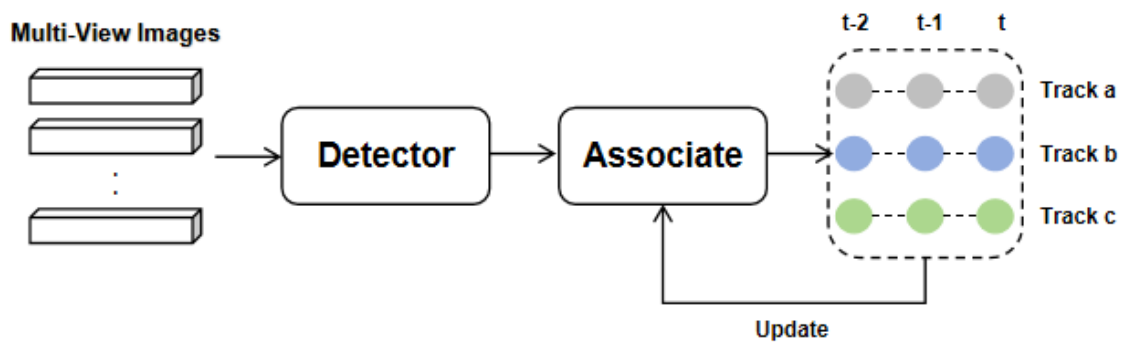 Multi-View Images
t-2 t-1 t
Track a
Detector
Associate
Track b
:
Track c
Update